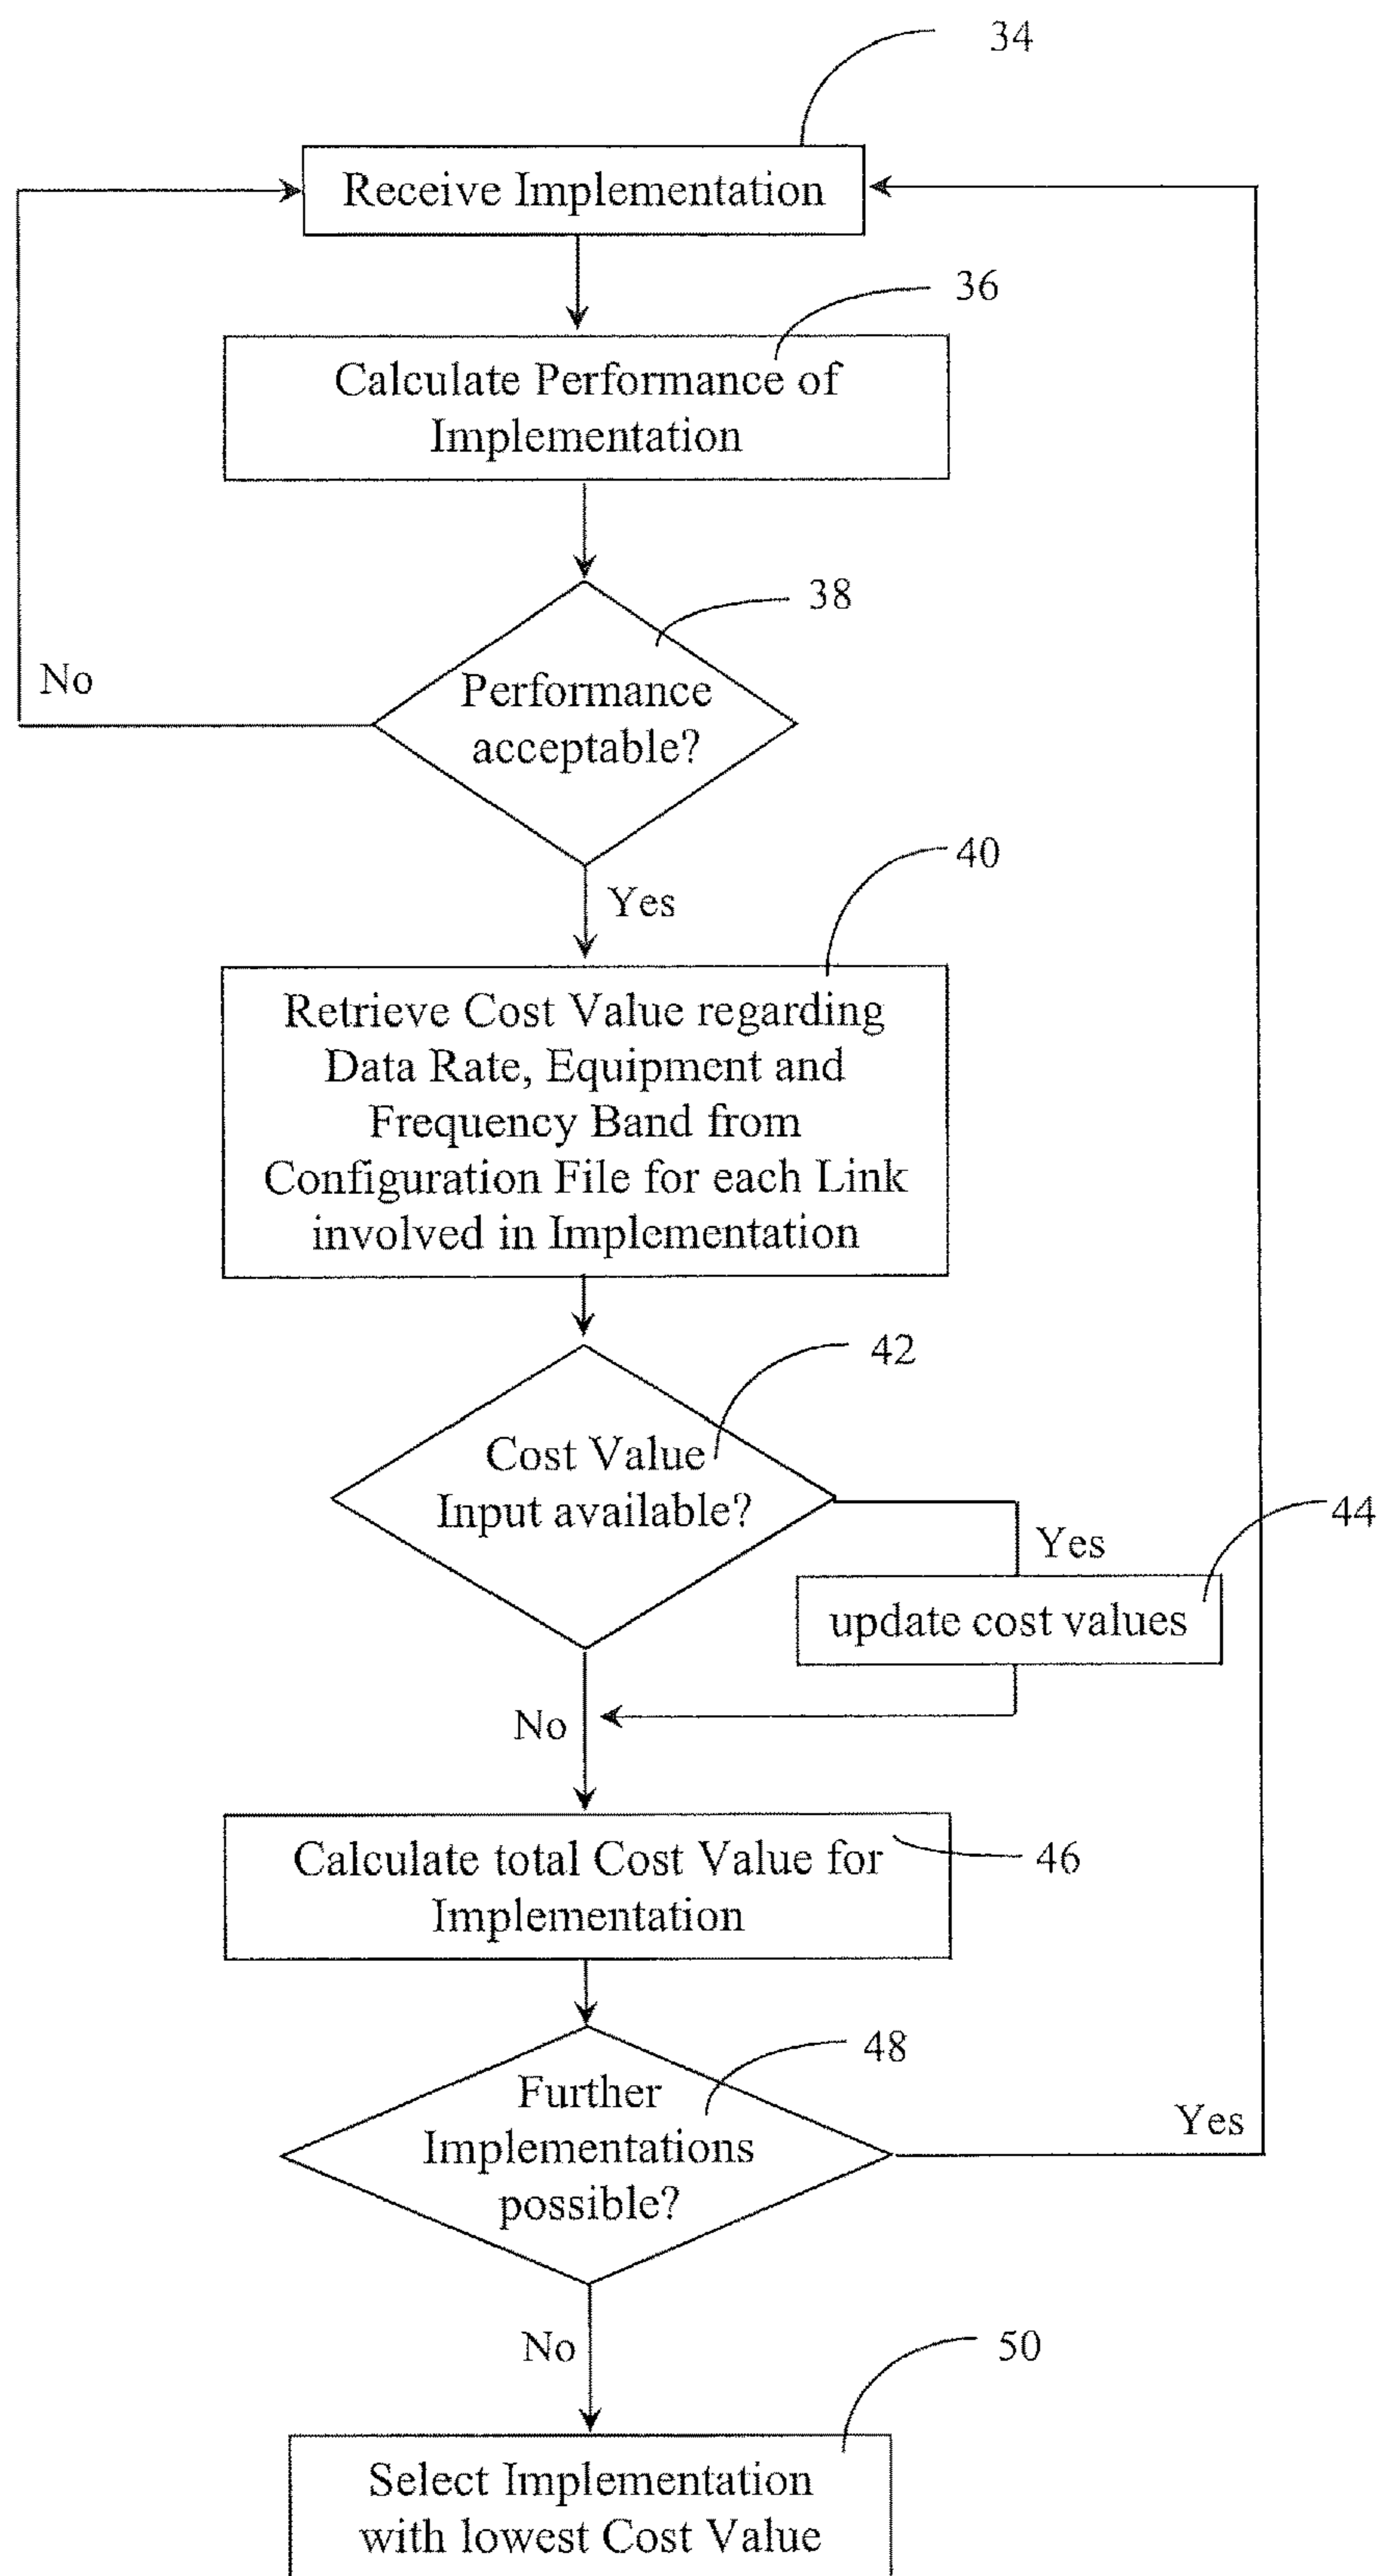 34
Receive Implementation
36
Calculate Performance of
Implementation
38
No
Performance
acceptable?
Yes
40
Retrieve Cost Value regarding
Data Rate, Equipment and
Frequency Band from
Configuration File for each Link
involved in Implementation
42
Cost Value
Input available?
44
Yes
update cost values
No
Calculate total Cost Value for
Implementation
46
48
Further
Implementations
possible?
Yes
No
50
Select Implementation
with lowest Cost Value